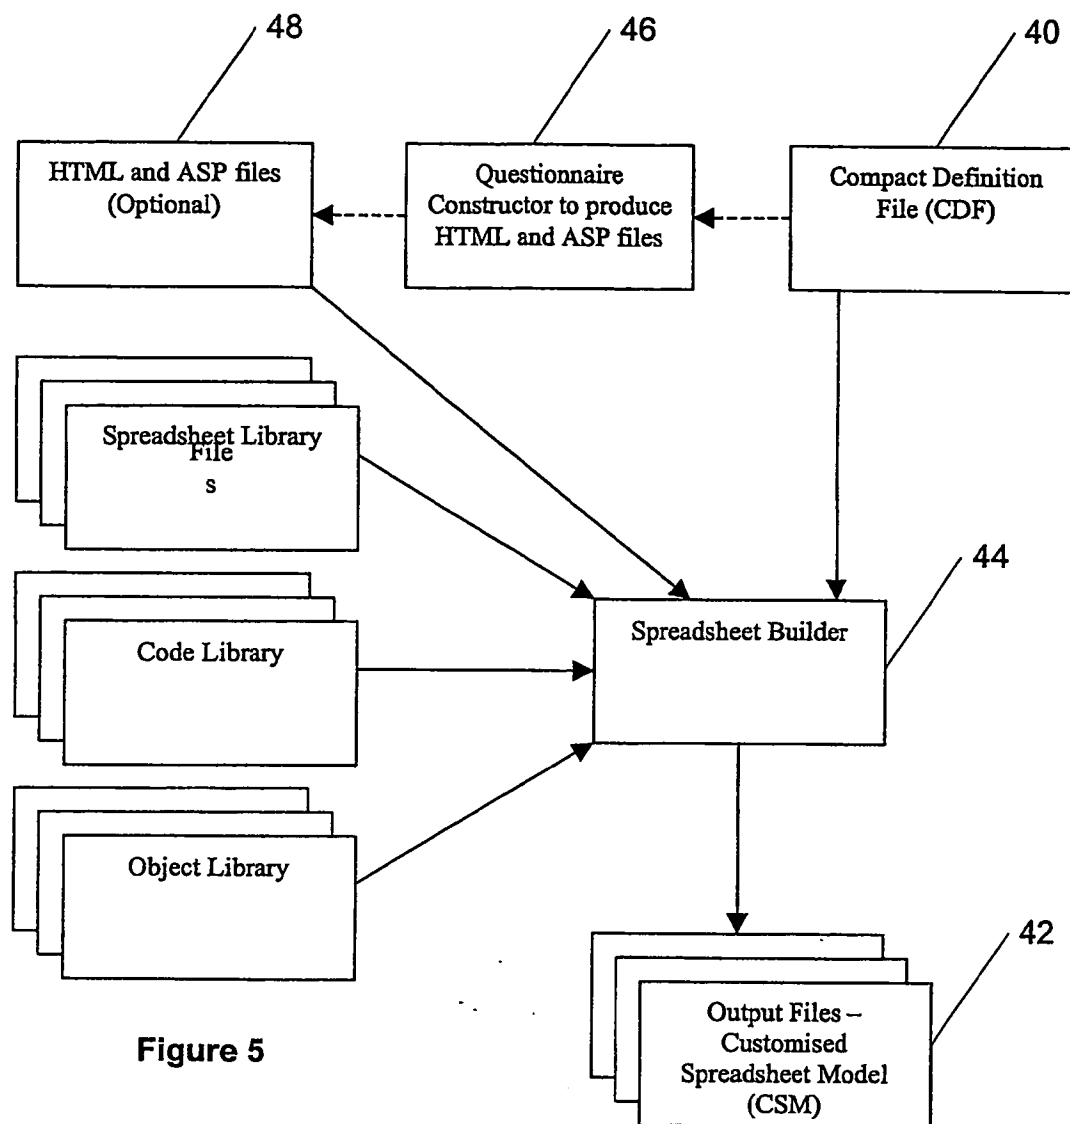 48
46
40
HTML and ASP files
(Optional)
Questionnaire
Constructor to produce
HTML and ASP files
Compact Definition
File (CDF)
Spreadsheet Library
File
s
44
Spreadsheet Builder
Code Library
Object Library
42
Output Files –
Customised
Spreadsheet Model
(CSM)
Figure 5